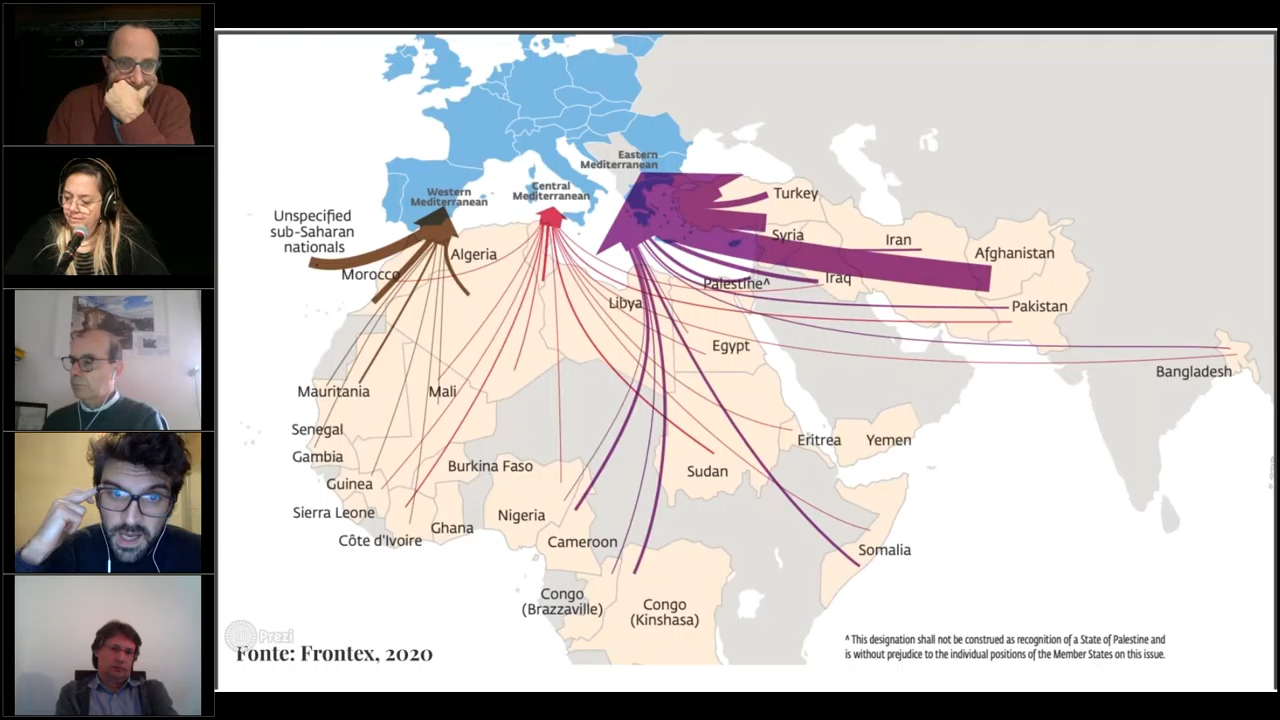 Eastern
Mediterranean
Western
Mediterranean
Central
Mediterranean
Turkey
Unspecified
sub-Saharan
nationals
Syria
Iran
Afghanistan
Algeria
Morocco
Palestine^
Iraq
Libya
Pakistan
Egypt
Bangladesh
Mauritania
Mali
Senegal
Eritrea
Yemen
Gambia
Burkina Faso
Sudan
Guinea
Sierra Leone
Nigeria
Ghana
Côte d'Ivoire
Cameroon
Somalia
Congo
(Brazzaville)
Congo
(Kinshasa)
Prezi
Fonte: Frontex, 2020
^ This designation shall not be construed as recognition of a State of Palestine and
is without prejudice to the individual positions of the Member States on this issue.